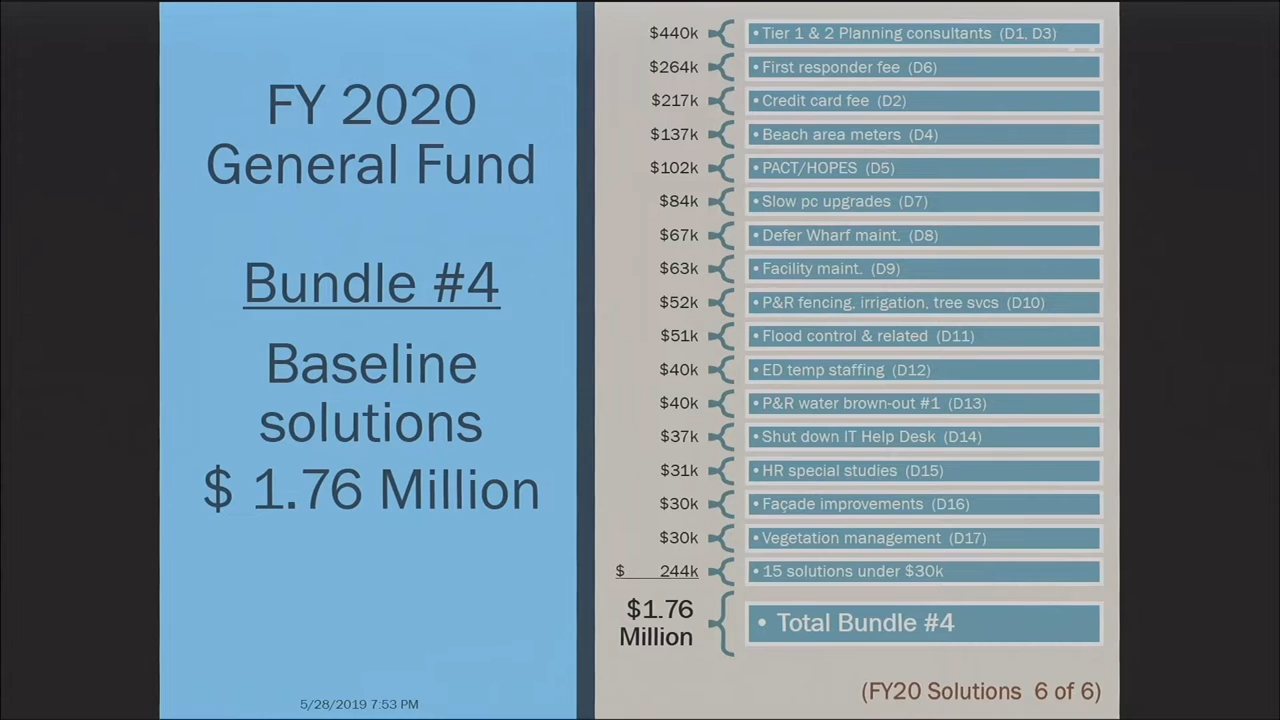 FY 2020
General Fund
Bundle #4
Baseline
solutions
$ 1.76 Million
5/28/2019 7:53 PM
$440k • Tier 1 & 2 Planning consultants (D1, D3)
$264k • First responder fee (D6)
$217k • Credit card fee (D2)
$137k • Beach area meters (D4)
$102k • PACT/HOPES (D5)
$84k • Slow pc upgrades (D7)
$67k • Defer Wharf maint. (D8)
$63k • Facility maint. (D9)
$52k • P&R fencing, irrigation, tree svcs (D10)
$51k • Flood control & related (D11)
$40k • ED temp staffing (D12)
$40k • P&R water brown-out #1 (D13)
$37k • Shut down IT Help Desk (D14)
$31k • HR special studies (D15)
$30k • Façade improvements (D16)
$30k • Vegetation management (D17)
$ 244k • 15 solutions under $30k
$1.76
Million • Total Bundle #4
(FY20 Solutions 6 of 6)